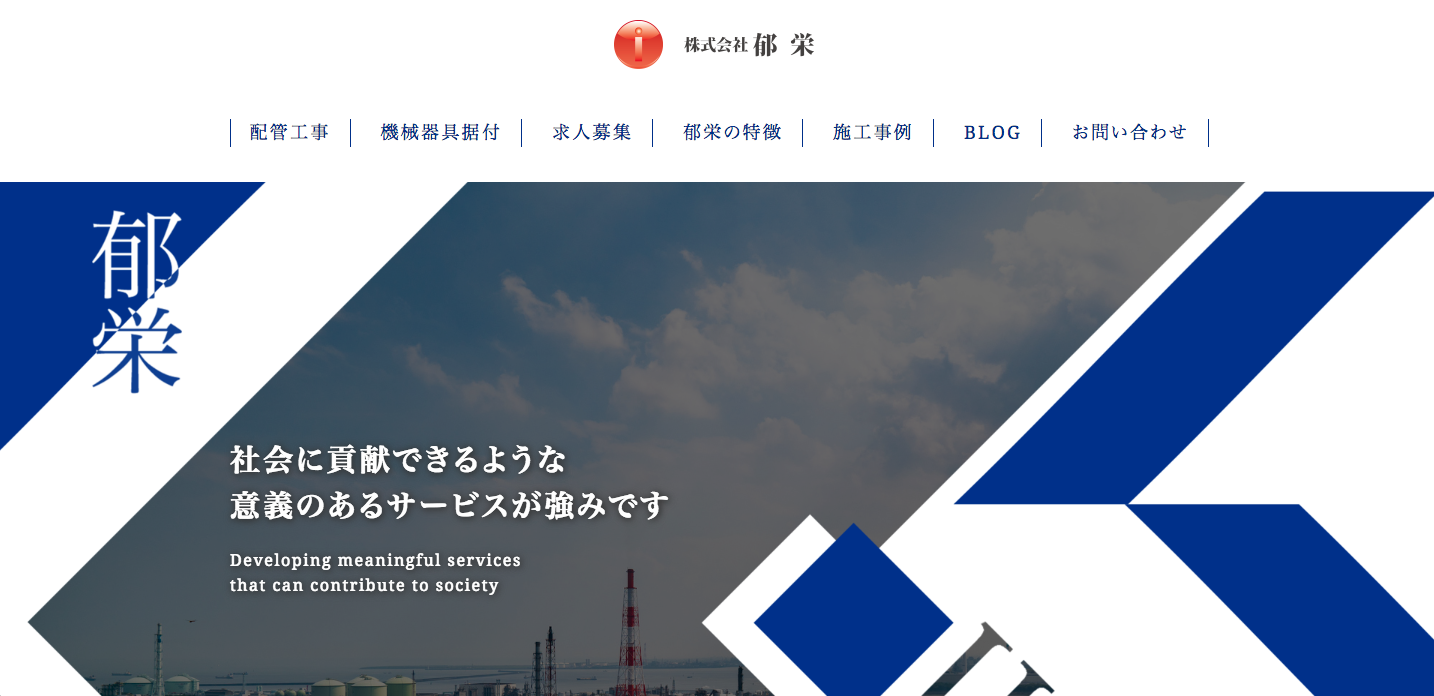 i
株式会社 郁 栄
配管工事
機械器具据付
求人募集
郁栄の特徴
施工事例
BLOG
お問い合わせ
郁栄
社会に貢献できるような
意義のあるサービスが強みです
Developing meaningful services
that can contribute to society